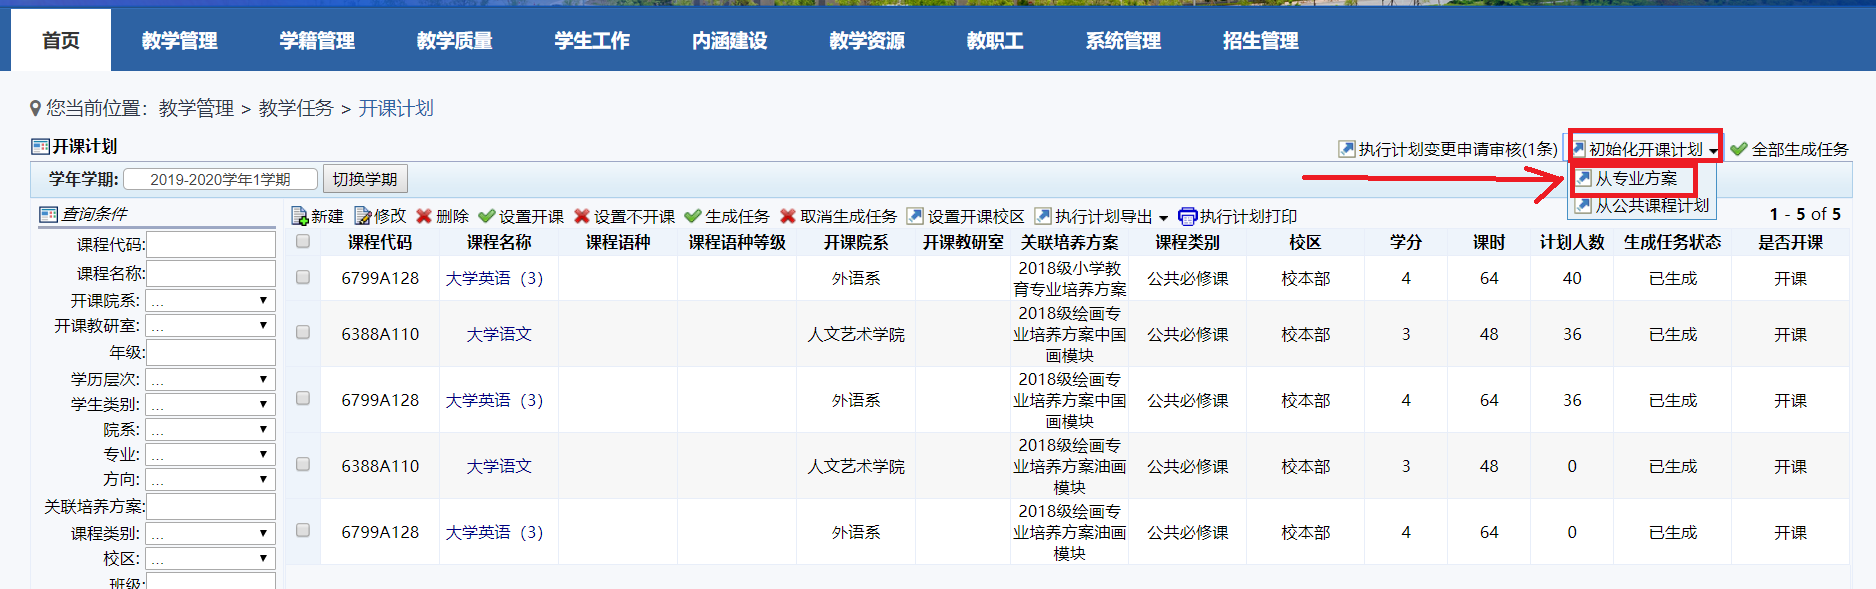 首页 教学管理 学籍管理 教学质量 学生工作 内涵建设 教学资源 教职工 系统管理 招生管理
您当前位置: 教学管理 > 教学任务 > 开课计划
开课计划 执行计划变更申请审核(1条) 初始化开课计划 全部生成任务
学年学期: 2019-2020学年1学期 切换学期 从专业方案
从公共课程计划
查询条件 新建 修改 删除 设置开课 设置不开课 生成任务 取消生成任务 设置开课校区 执行计划导出 执行计划打印 1 - 5 of 5
课程代码:
课程名称:
开课院系: ...
开课教研室: ...
年级:
学历层次: ...
学生类别: ...
院系: ...
专业: ...
方向: ...
关联培养方案:
课程类别: ...
校区: ...
班级:
课程代码 课程名称 课程语种 课程语种等级 开课院系 开课教研室 关联培养方案 课程类别 校区 学分 课时 计划人数 生成任务状态 是否开课
6799A128 大学英语（3） 外语系 2018级小学教育专业培养方案 公共必修课 校本部 4 64 40 已生成 开课
6388A110 大学语文 人文艺术学院 2018级绘画专业培养方案中国画模块 公共必修课 校本部 3 48 36 已生成 开课
6799A128 大学英语（3） 外语系 2018级绘画专业培养方案中国画模块 公共必修课 校本部 4 64 36 已生成 开课
6388A110 大学语文 人文艺术学院 2018级绘画专业培养方案油画模块 公共必修课 校本部 3 48 0 已生成 开课
6799A128 大学英语（3） 外语系 2018级绘画专业培养方案油画模块 公共必修课 校本部 4 64 0 已生成 开课